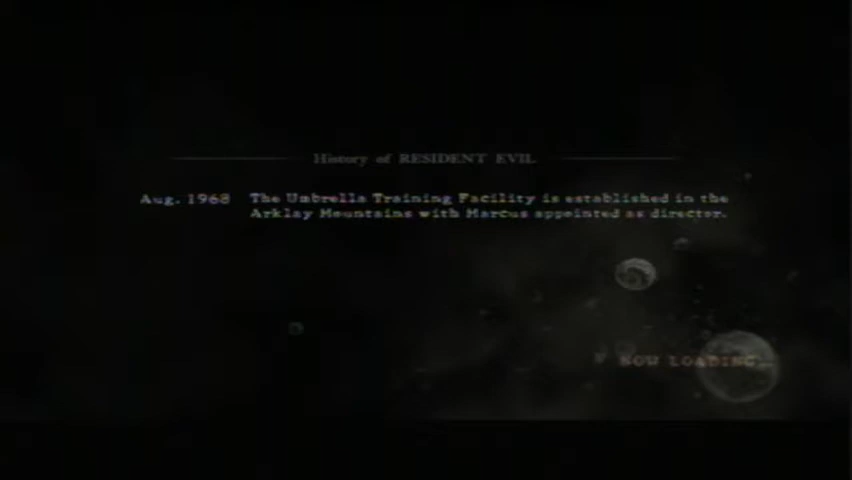 History of RESIDENT EVIL
Aug. 1968 The Umbrella Training Facility is established in the
Arklay Mountains with Marcus appointed as director.
NOW LOADING